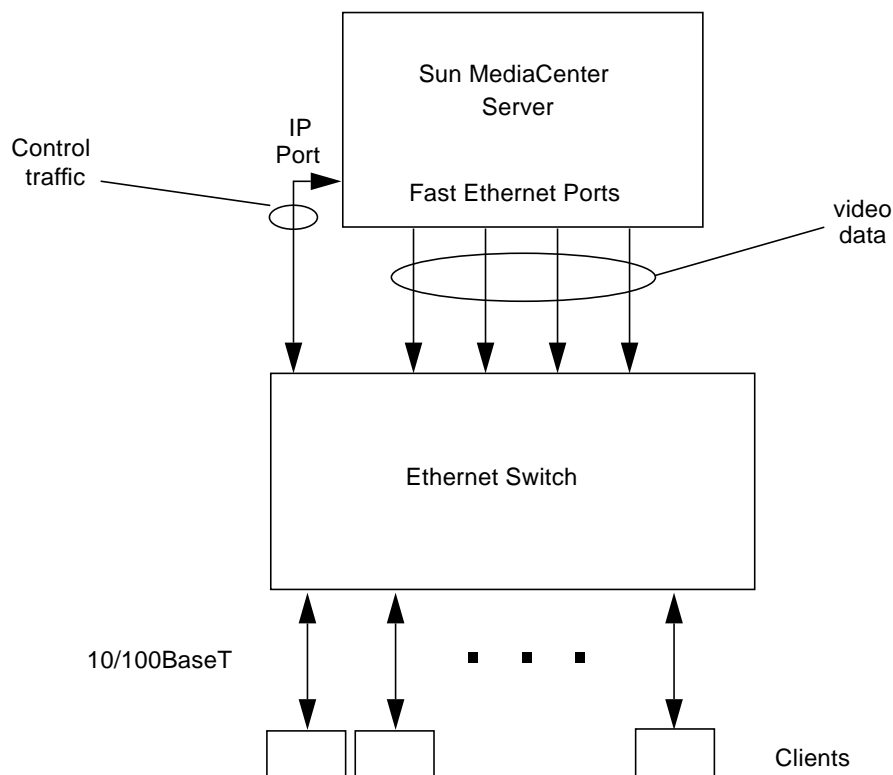 Sun MediaCenter
Server
IP
Port
Control
traffic
Fast Ethernet Ports
video
data
Ethernet Switch
10/100BaseT
Clients